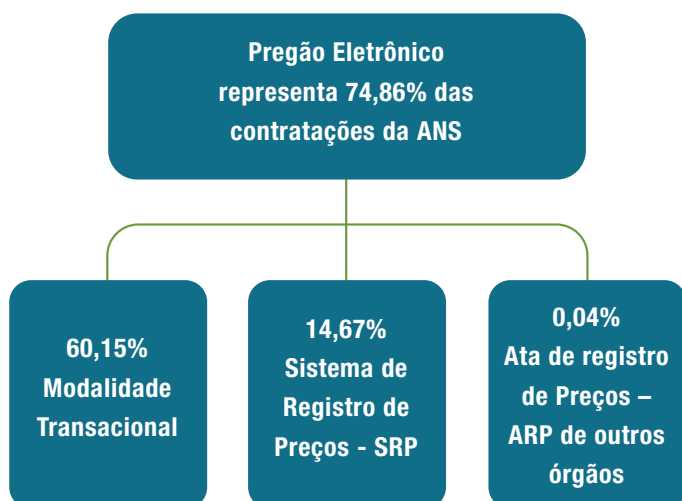 Pregão Eletrônico
representa 74,86% das
contratações da ANS
60,15%
Modalidade
Transacional
14,67%
Sistema de
Registro de
Preços - SRP
0,04%
Ata de registro
de Preços –
ARP de outros
órgãos